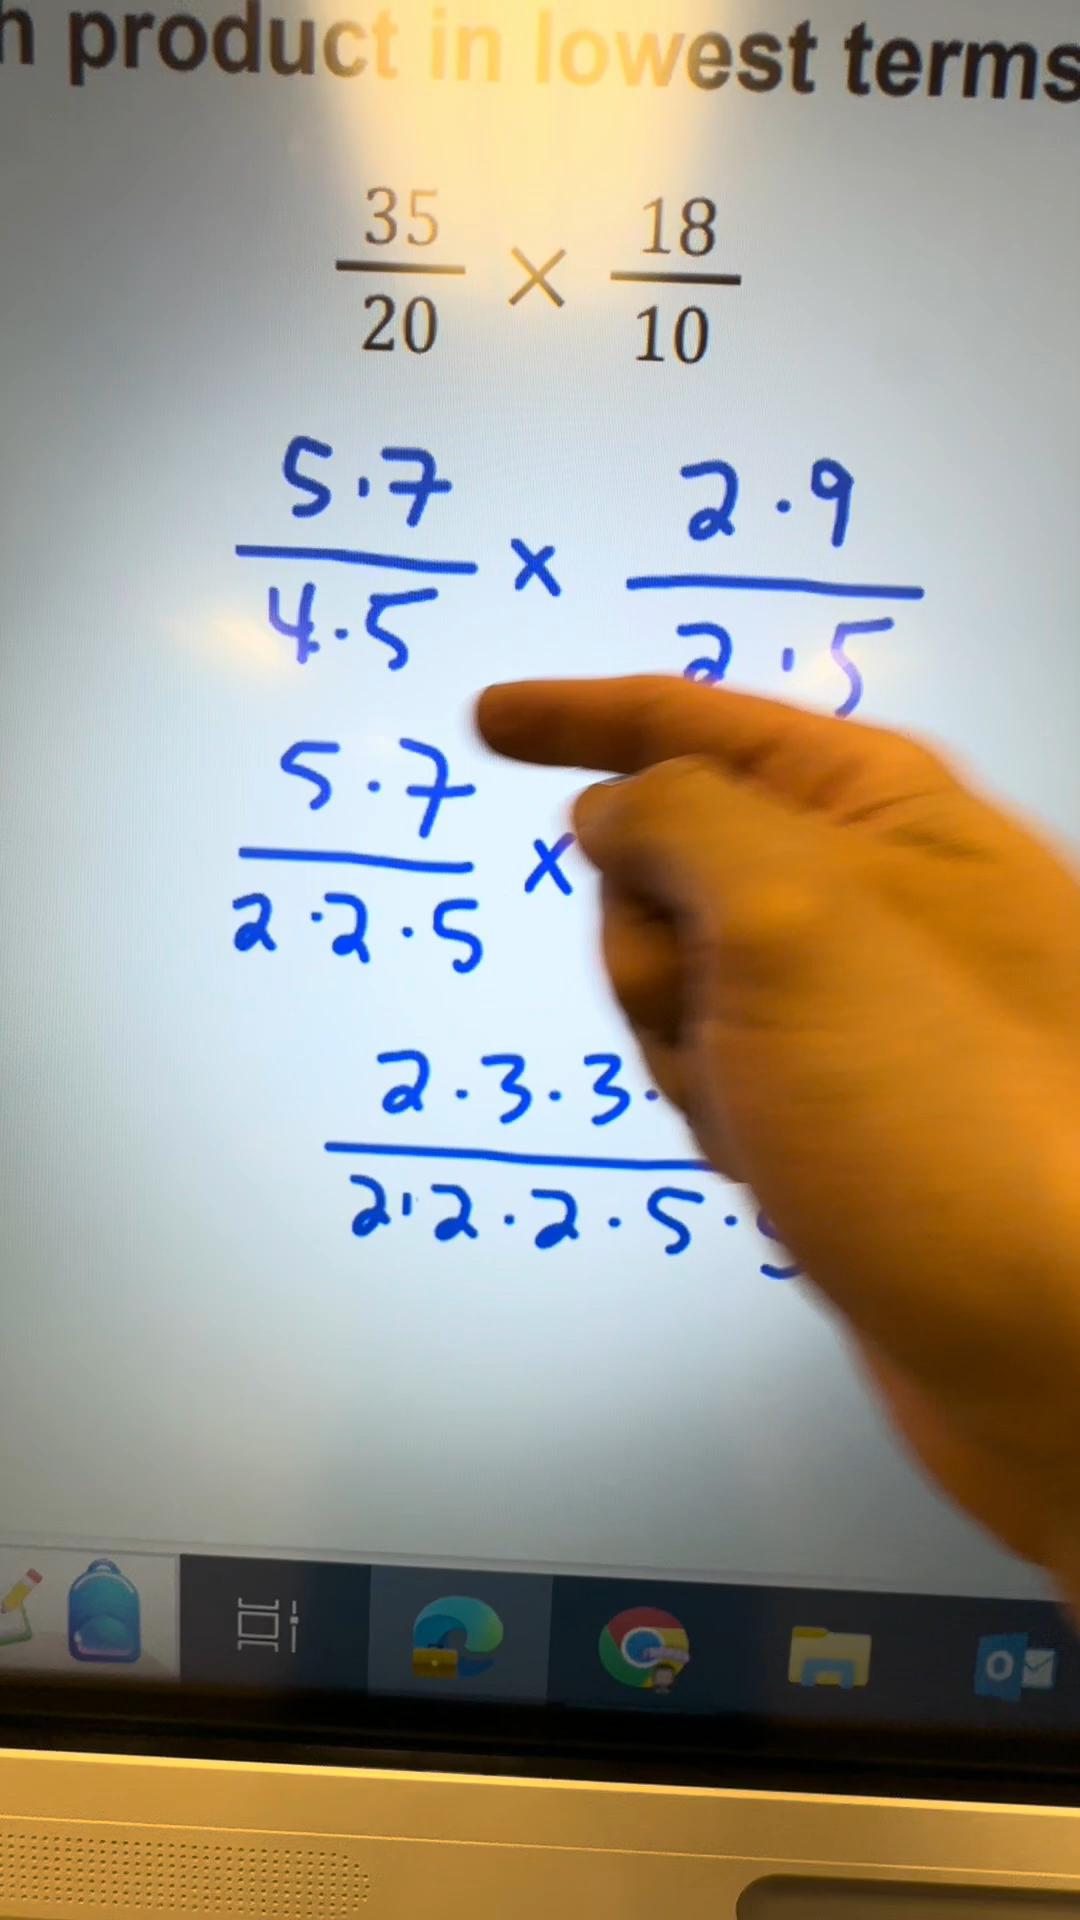 product in lowest terms
35/20 × 18/10
5·7/4·5 x 2·9/2·5
5·7/2·2·5 x
2·3·3·
2·2·2·5·